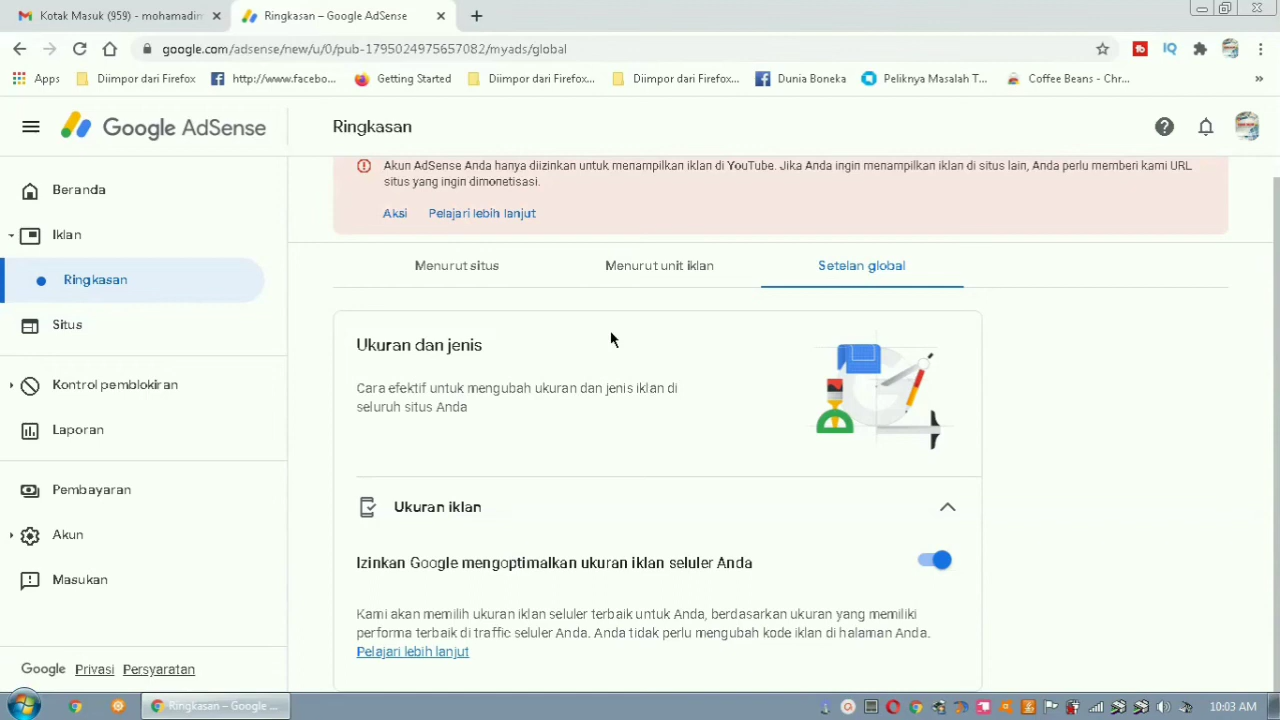 Kotak Masuk (959) - mohamadim
Ringkasan – Google AdSense
google.com/adsense/new/u/0/pub-1795024975657082/myads/global
Apps
Diimpor dari Firefox
http://www.facebo...
Getting Started
Diimpor dari Firefox...
Diimpor dari Firefox...
Dunia Boneka
Peliknya Masalah T...
Coffee Beans - Chr...
»
Google AdSense
Ringkasan
Akun AdSense Anda hanya diizinkan untuk menampilkan iklan di YouTube. Jika Anda ingin menampilkan iklan di situs lain, Anda perlu memberi kami URL
situs yang ingin dimonetisasi.
Aksi
Pelajari lebih lanjut
Beranda
Iklan
Ringkasan
Situs
Kontrol pemblokiran
Laporan
Pembayaran
Akun
Masukan
Google Privasi Persyaratan
Menurut situs
Menurut unit iklan
Setelan global
Ukuran dan jenis
Cara efektif untuk mengubah ukuran dan jenis iklan di
seluruh situs Anda
Ukuran iklan
Izinkan Google mengoptimalkan ukuran iklan seluler Anda
Kami akan memilih ukuran iklan seluler terbaik untuk Anda, berdasarkan ukuran yang memiliki
performa terbaik di traffic seluler Anda. Anda tidak perlu mengubah kode iklan di halaman Anda.
Pelajari lebih lanjut
Ringkasan – Google ...
10:03 AM